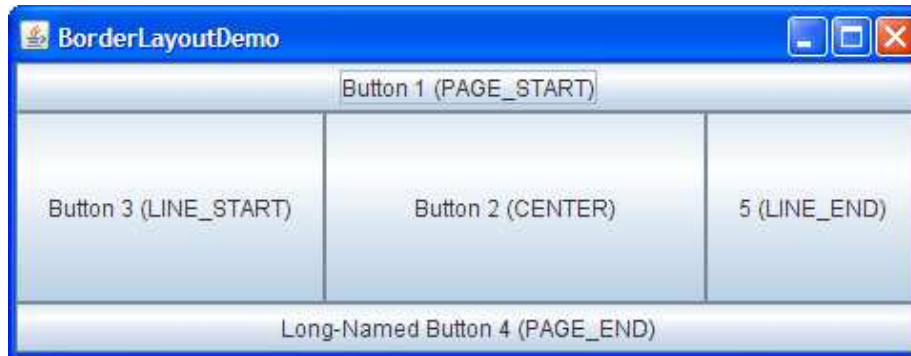 BorderLayoutDemo
Button 1 (PAGE_START)
Button 3 (LINE_START)
Button 2 (CENTER)
5 (LINE_END)
Long-Named Button 4 (PAGE_END)